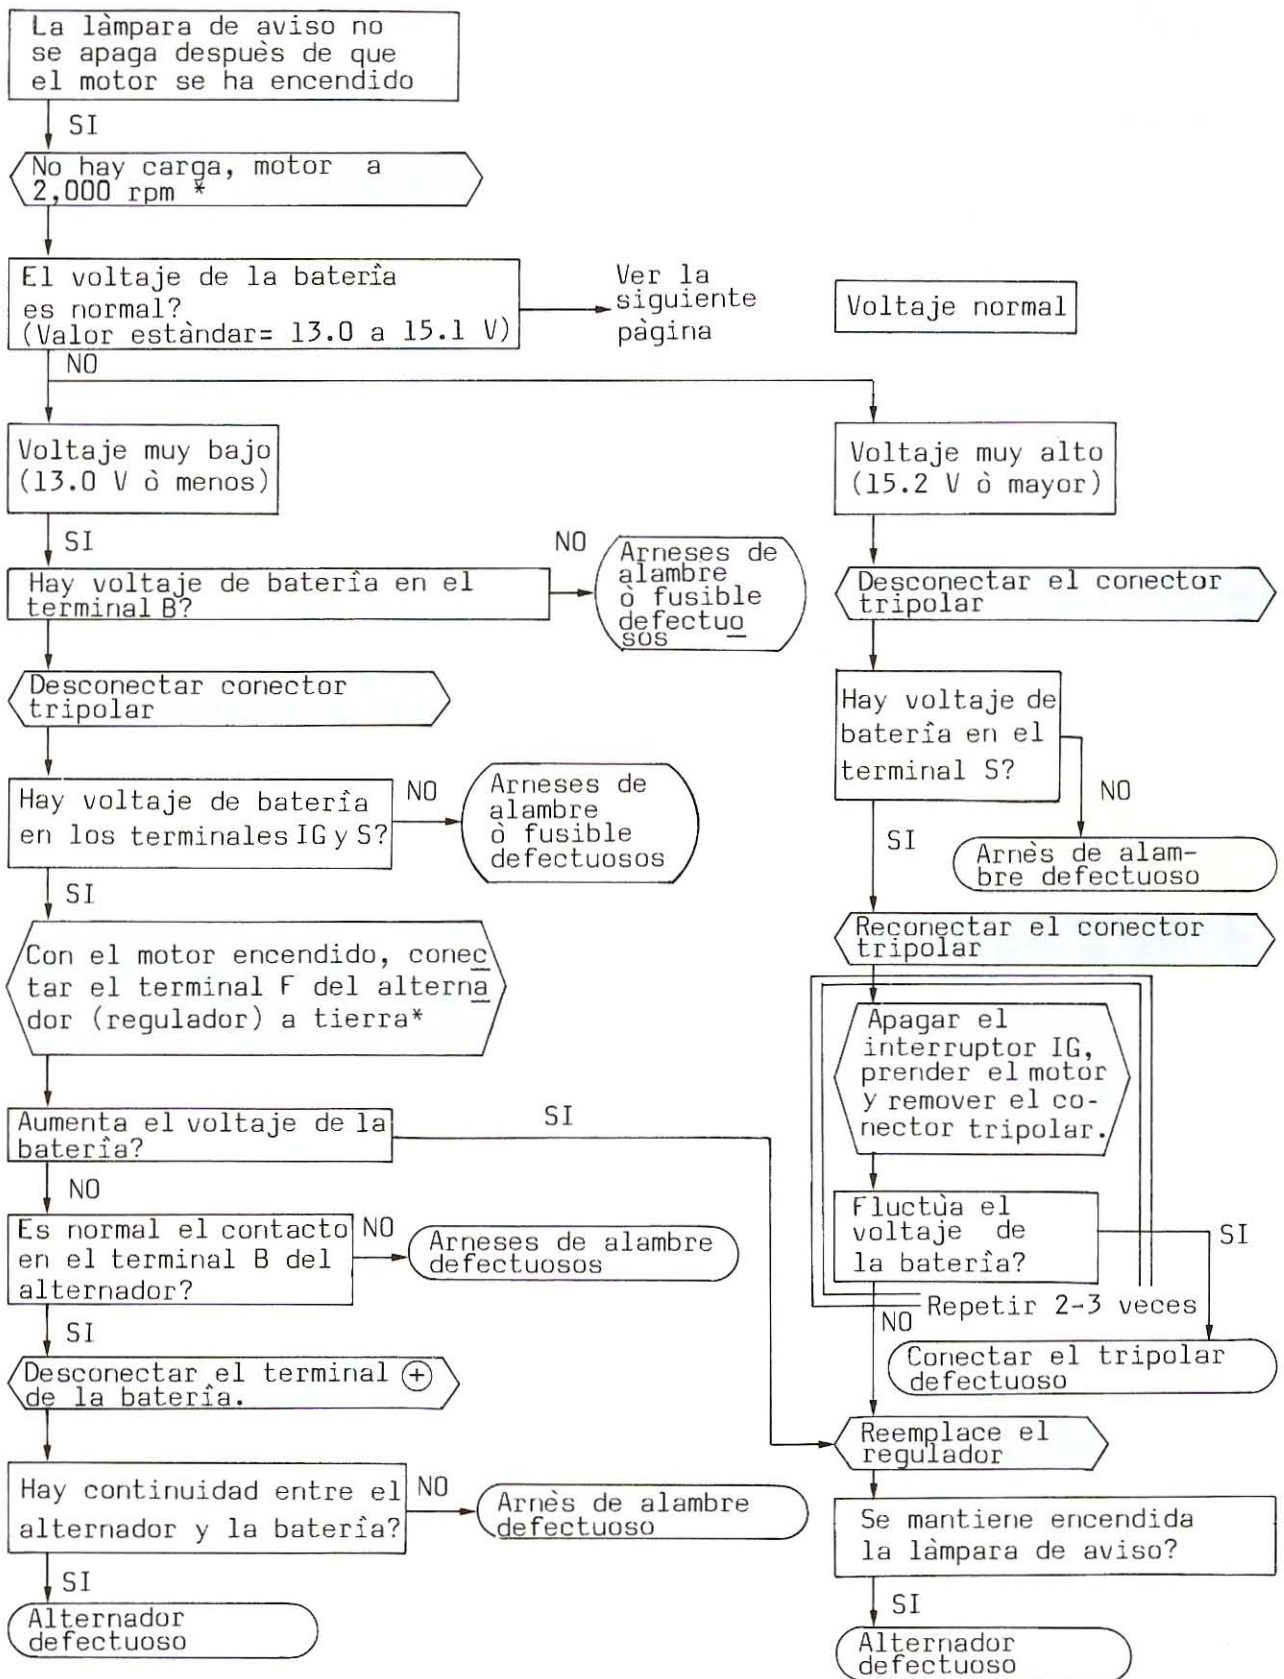 La làmpara de aviso no
se apaga despuès de que
el motor se ha encendido
SI
No hay carga, motor a
2,000 rpm *
El voltaje de la baterîa
es normal?
(Valor estàndar= 13.0 a 15.1 V)
Ver la
siguiente
pàgina
Voltaje normal
NO
Voltaje muy bajo
(13.0 V ò menos)
SI
Hay voltaje de baterîa en el
terminal B?
NO
Arneses de
alambre
ò fusible
defectuo
sos
Desconectar conector
tripolar
Hay voltaje de baterîa
en los terminales IG y S?
NO
Arneses de
alambre
ò fusible
defectuosos
SI
Con el motor encendido, conec
tar el terminal F del alterna
dor (regulador) a tierra*
Aumenta el voltaje de la
baterîa?
SI
NO
Es normal el contacto
en el terminal B del
alternador?
NO
Arneses de alambre
defectuosos
SI
Desconectar el terminal +
de la baterîa.
Hay continuidad entre el
alternador y la baterîa?
NO
Arnès de alambre
defectuoso
SI
Alternador
defectuoso
Voltaje muy alto
(15.2 V ò mayor)
Desconectar el conector
tripolar
Hay voltaje de
baterîa en el
terminal S?
NO
Arnès de alam-
bre defectuoso
SI
Reconectar el conector
tripolar
Apagar el
interruptor IG,
prender el motor
y remover el co-
nector tripolar.
Fluctùa el
voltaje de
la baterîa?
SI
Repetir 2-3 veces
NO
Conectar el tripolar
defectuoso
Reemplace el
regulador
Se mantiene encendida
la làmpara de aviso?
SI
Alternador
defectuoso